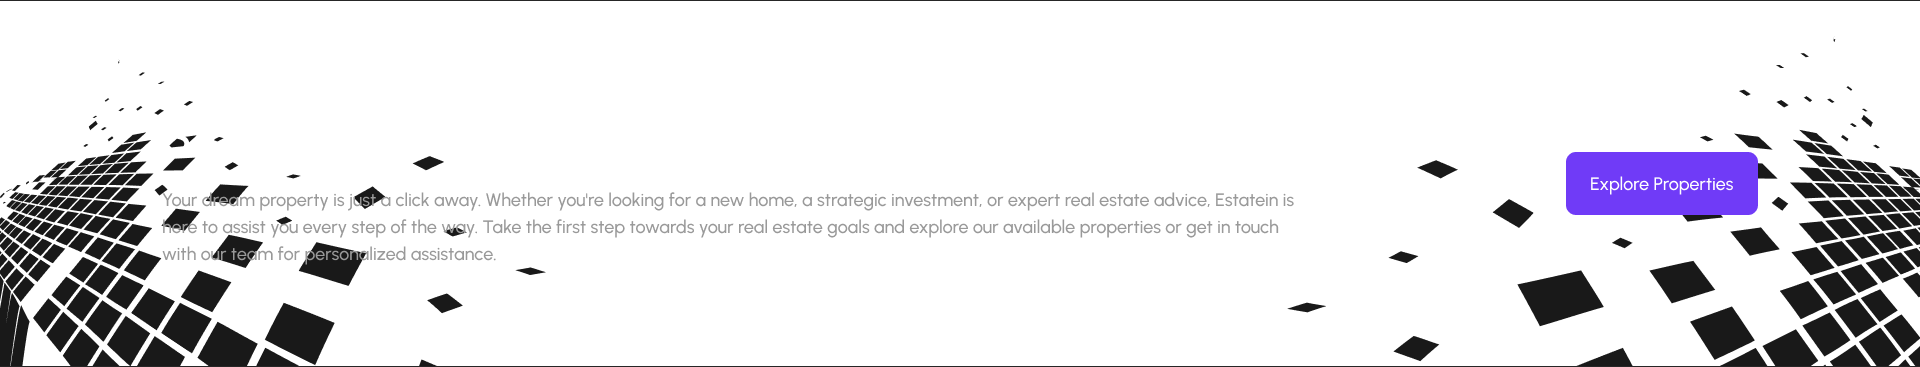 Your dream property is just a click away. Whether you're looking for a new home, a strategic investment, or expert real estate advice, Estatein is
here to assist you every step of the way. Take the first step towards your real estate goals and explore our available properties or get in touch
with our team for personalized assistance.
Explore Properties